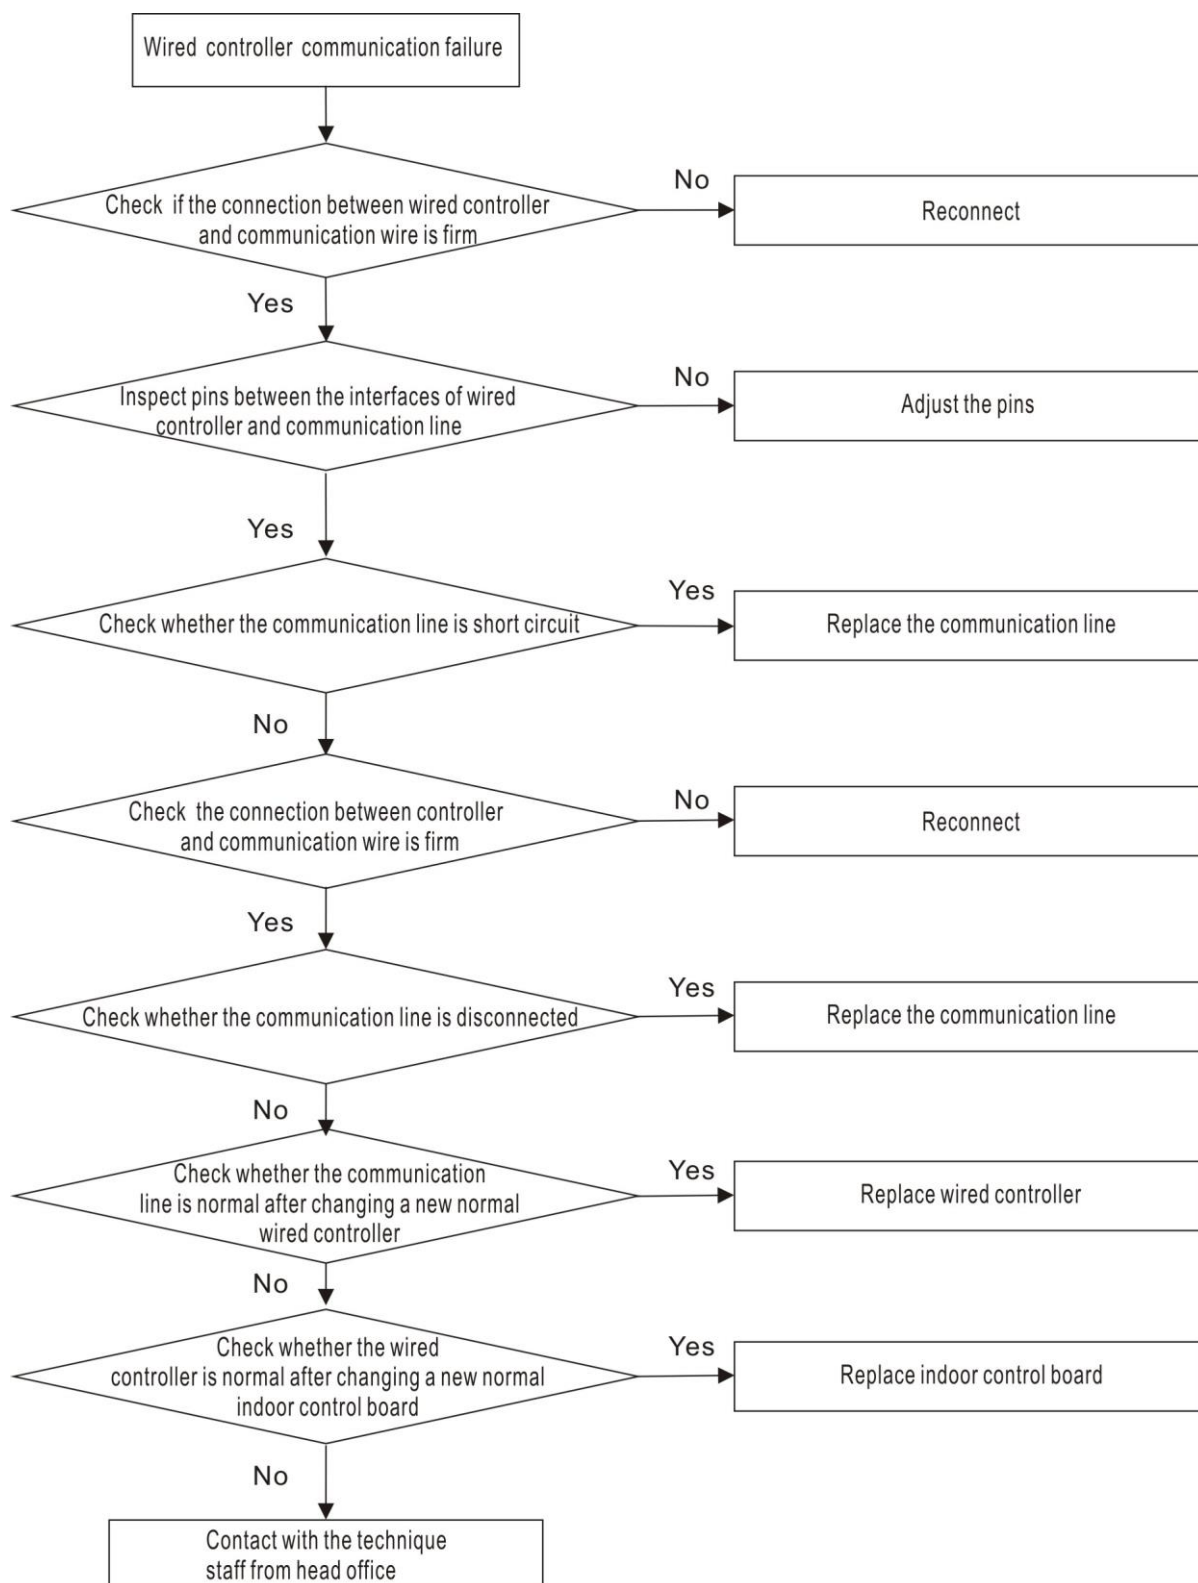 Wired controller communication failure
Check if the connection between wired controller
and communication wire is firm
No
Reconnect
Yes
Inspect pins between the interfaces of wired
controller and communication line
No
Adjust the pins
Yes
Check whether the communication line is short circuit
Yes
Replace the communication line
No
Check the connection between controller
and communication wire is firm
No
Reconnect
Yes
Check whether the communication line is disconnected
Yes
Replace the communication line
No
Check whether the communication
line is normal after changing a new normal
wired controller
Yes
Replace wired controller
No
Check whether the wired
controller is normal after changing a new normal
indoor control board
Yes
Replace indoor control board
No
Contact with the technique
staff from head office